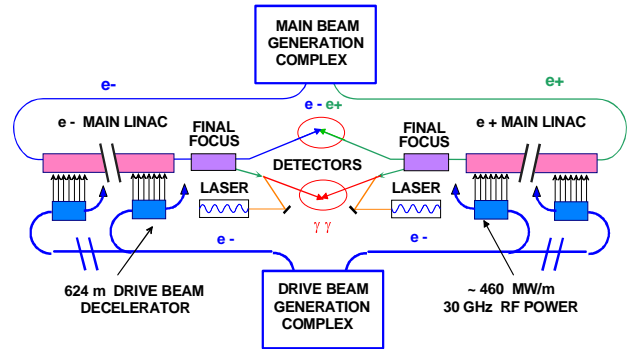 MAIN BEAM
GENERATION
COMPLEX
e-
e+
e - e+
e - MAIN LINAC
FINAL
FOCUS
DETECTORS
FINAL
FOCUS
e + MAIN LINAC
LASER
LASER
γ γ
e -
e -
624 m DRIVE BEAM
DECELERATOR
DRIVE BEAM
GENERATION
COMPLEX
~ 460 MW/m
30 GHz RF POWER